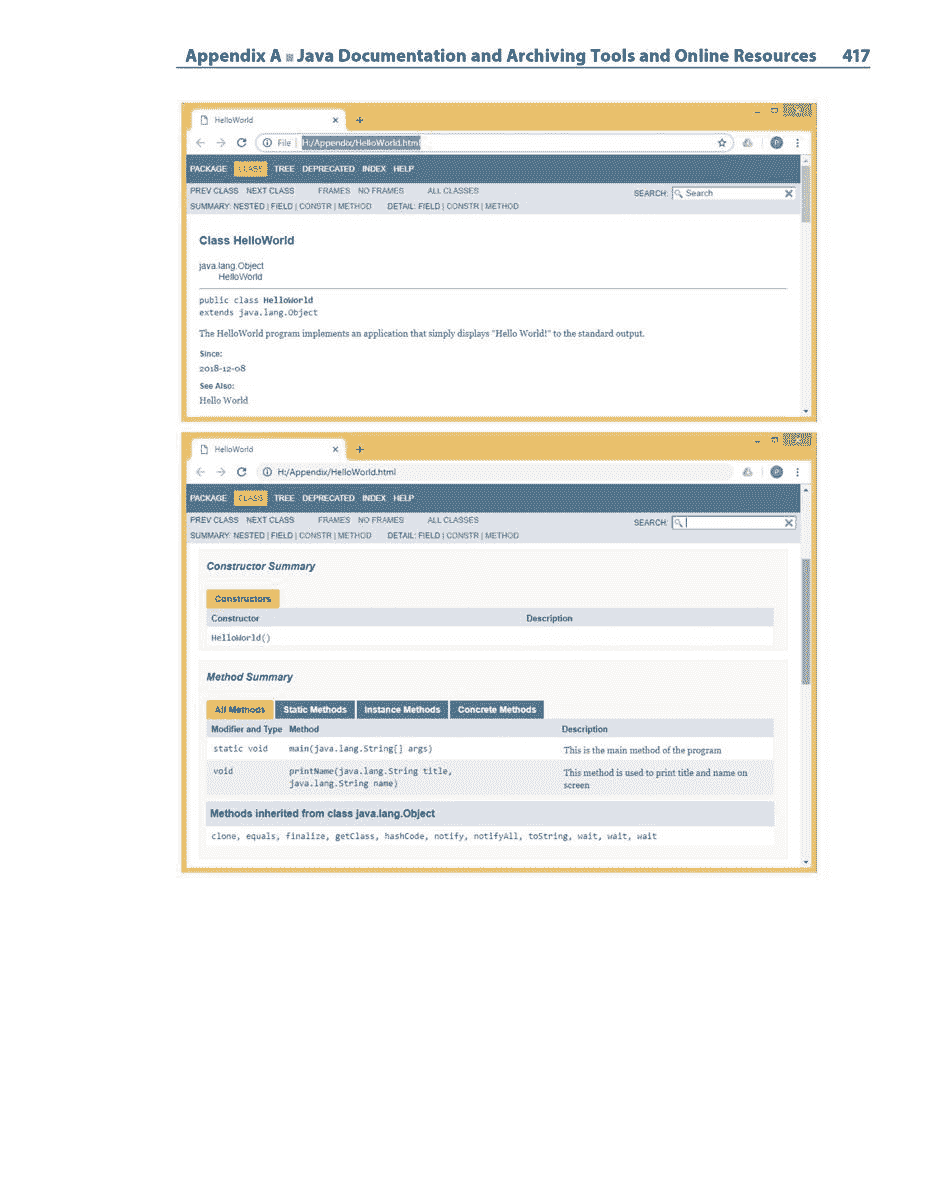 Appendix A ■ Java Documentation and Archiving Tools and Online Resources 417
HelloWorld
File | H:/Appendix/HelloWorld.html
PACKAGE CLASS TREE DEPRECATED INDEX HELP
PREV CLASS NEXT CLASS FRAMES NO FRAMES ALL CLASSES
SEARCH: Search
SUMMARY: NESTED | FIELD | CONSTR | METHOD DETAIL: FIELD | CONSTR | METHOD
Class HelloWorld
java.lang.Object
HelloWorld
public class HelloWorld
extends java.lang.Object
The HelloWorld program implements an application that simply displays "Hello World!" to the standard output.
Since:
2018-12-08
See Also:
Hello World
HelloWorld
H:/Appendix/HelloWorld.html
PACKAGE CLASS TREE DEPRECATED INDEX HELP
PREV CLASS NEXT CLASS FRAMES NO FRAMES ALL CLASSES
SEARCH:
SUMMARY: NESTED | FIELD | CONSTR | METHOD DETAIL: FIELD | CONSTR | METHOD
Constructor Summary
Constructors
Constructor Description
HelloWorld()
Method Summary
All Methods Static Methods Instance Methods Concrete Methods
Modifier and Type Method Description
static void main(java.lang.String[] args) This is the main method of the program
void printName(java.lang.String title, This method is used to print title and name on
java.lang.String name) screen
Methods inherited from class java.lang.Object
clone, equals, finalize, getClass, hashCode, notify, notifyAll, toString, wait, wait, wait